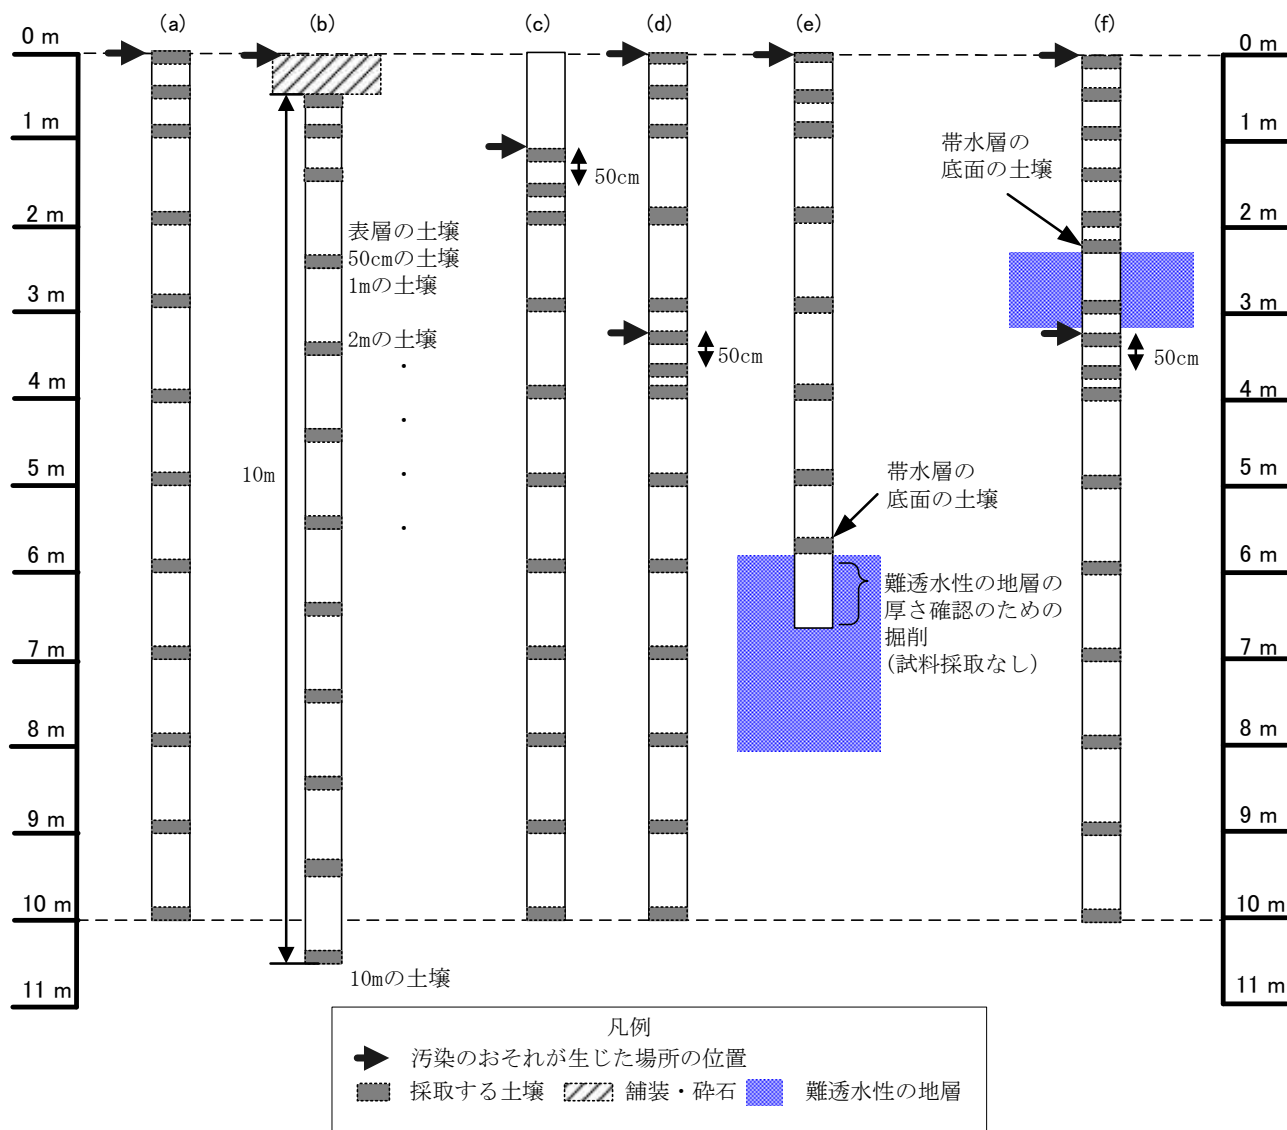 (a)
(b)
(c)
(d)
(e)
(f)
0 m
1 m
2 m
3 m
4 m
5 m
6 m
7 m
8 m
9 m
10 m
11 m
表層の土壌
50cmの土壌
1mの土壌
2mの土壌
・
・
・
・
10m
10mの土壌
50cm
50cm
帯水層の
底面の土壌
難透水性の地層の
厚さ確認のための
掘削
(試料採取なし)
帯水層の
底面の土壌
50cm
0 m
1 m
2 m
3 m
4 m
5 m
6 m
7 m
8 m
9 m
10 m
11 m
凡例
汚染のおそれが生じた場所の位置
採取する土壌 舗装・砕石 難透水性の地層